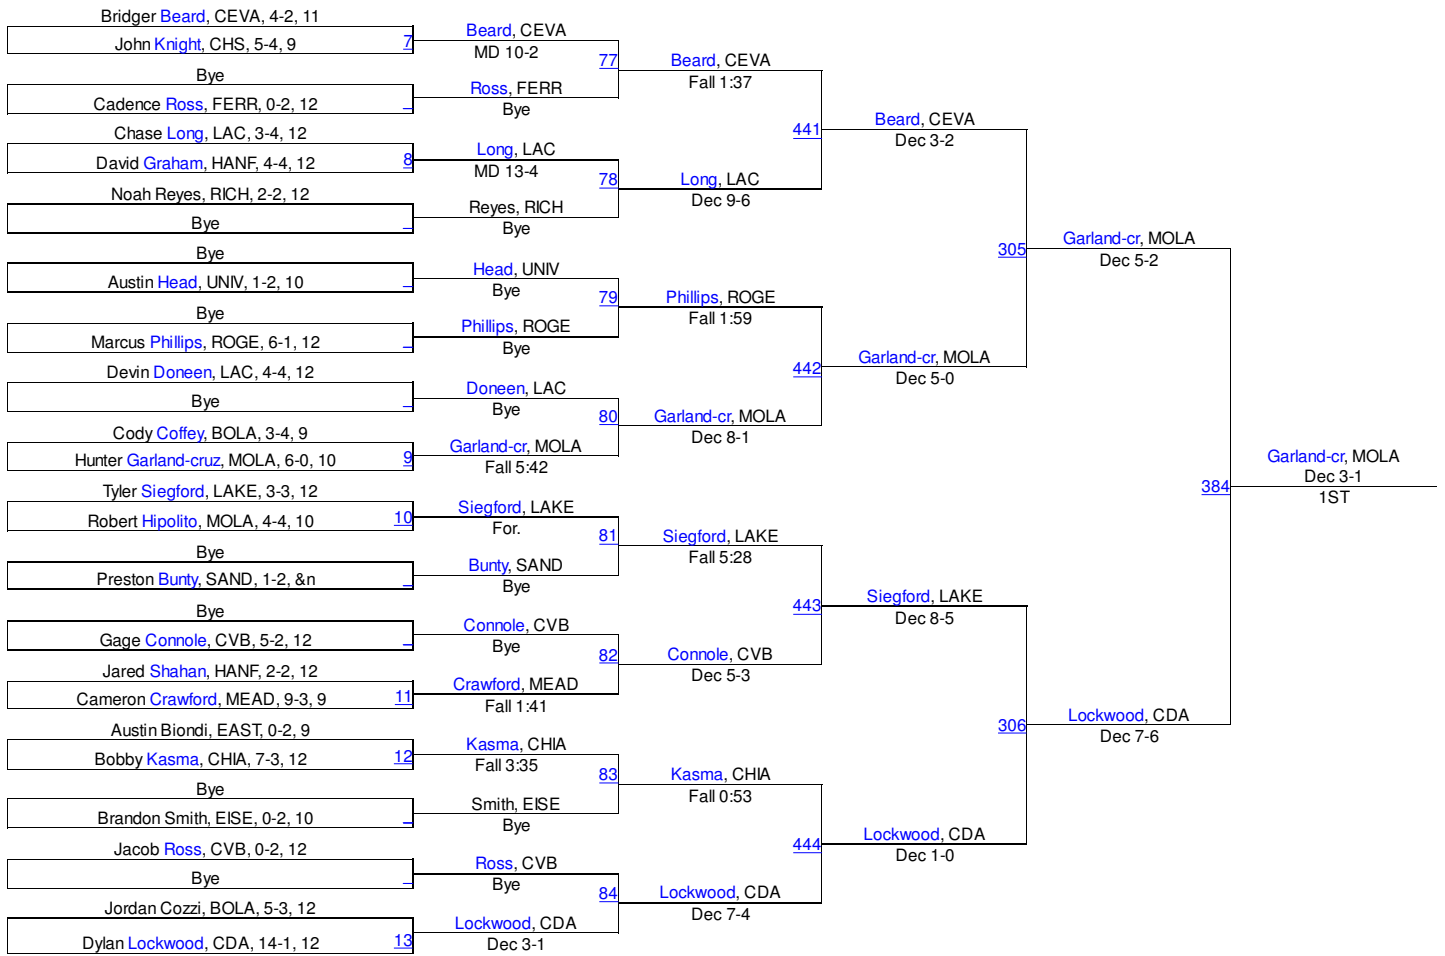 Bridger Beard, CEVA, 4-2, 11
John Knight, CHS, 5-4, 9
7
Bye
Cadence Ross, FERR, 0-2, 12
Chase Long, LAC, 3-4, 12
David Graham, HANF, 4-4, 12
8
Noah Reyes, RICH, 2-2, 12
Bye
Bye
Austin Head, UNIV, 1-2, 10
Bye
Marcus Phillips, ROGE, 6-1, 12
Devin Doneen, LAC, 4-4, 12
Bye
Cody Coffey, BOLA, 3-4, 9
Hunter Garland-cruz, MOLA, 6-0, 10
9
Tyler Siegford, LAKE, 3-3, 12
Robert Hipolito, MOLA, 4-4, 10
10
Bye
Preston Bunty, SAND, 1-2, &n
Bye
Gage Connole, CVB, 5-2, 12
Jared Shahan, HANF, 2-2, 12
Cameron Crawford, MEAD, 9-3, 9
11
Austin Biondi, EAST, 0-2, 9
Bobby Kasma, CHIA, 7-3, 12
12
Bye
Brandon Smith, EISE, 0-2, 10
Jacob Ross, CVB, 0-2, 12
Bye
Jordan Cozzi, BOLA, 5-3, 12
Dylan Lockwood, CDA, 14-1, 12
13
Beard, CEVA
MD 10-2
77
Ross, FERR
Bye
Long, LAC
MD 13-4
78
Reyes, RICH
Bye
Head, UNIV
Bye
79
Phillips, ROGE
Bye
Doneen, LAC
Bye
80
Garland-cr, MOLA
Fall 5:42
Siegford, LAKE
For.
81
Bunty, SAND
Bye
Connole, CVB
Bye
82
Crawford, MEAD
Fall 1:41
Kasma, CHIA
Fall 3:35
83
Smith, EISE
Bye
Ross, CVB
Bye
84
Lockwood, CDA
Dec 3-1
Beard, CEVA
Fall 1:37
441
Long, LAC
Dec 9-6
Phillips, ROGE
Fall 1:59
442
Garland-cr, MOLA
Dec 8-1
Siegford, LAKE
Fall 5:28
443
Connole, CVB
Dec 5-3
Kasma, CHIA
Fall 0:53
444
Lockwood, CDA
Dec 7-4
Beard, CEVA
Dec 3-2
305
Garland-cr, MOLA
Dec 5-0
Siegford, LAKE
Dec 8-5
306
Lockwood, CDA
Dec 1-0
Garland-cr, MOLA
Dec 5-2
384
Lockwood, CDA
Dec 7-6
Garland-cr, MOLA
Dec 3-1
1ST